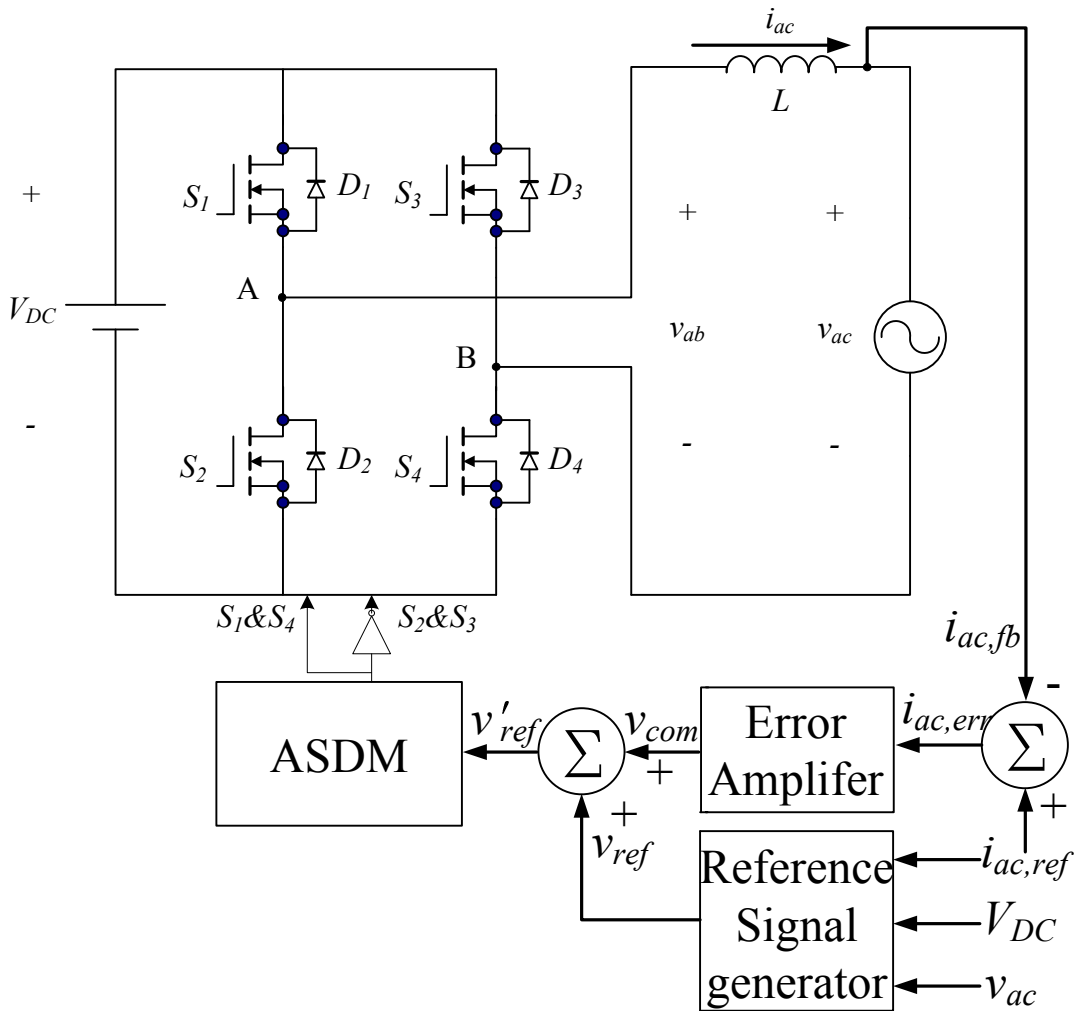 i_ac
L
+
V_DC
-
S_1
D_1
S_3
D_3
A
B
S_2
D_2
S_4
D_4
+
v_ab
-
+
v_ac
-
S_1&S_4
S_2&S_3
i_ac,fb
-
ASDM
v'_ref
Σ
v_com
+
Error
Amplifer
i_ac,err
Σ
+
+
v_ref
Reference
Signal
generator
i_ac,ref
V_DC
v_ac